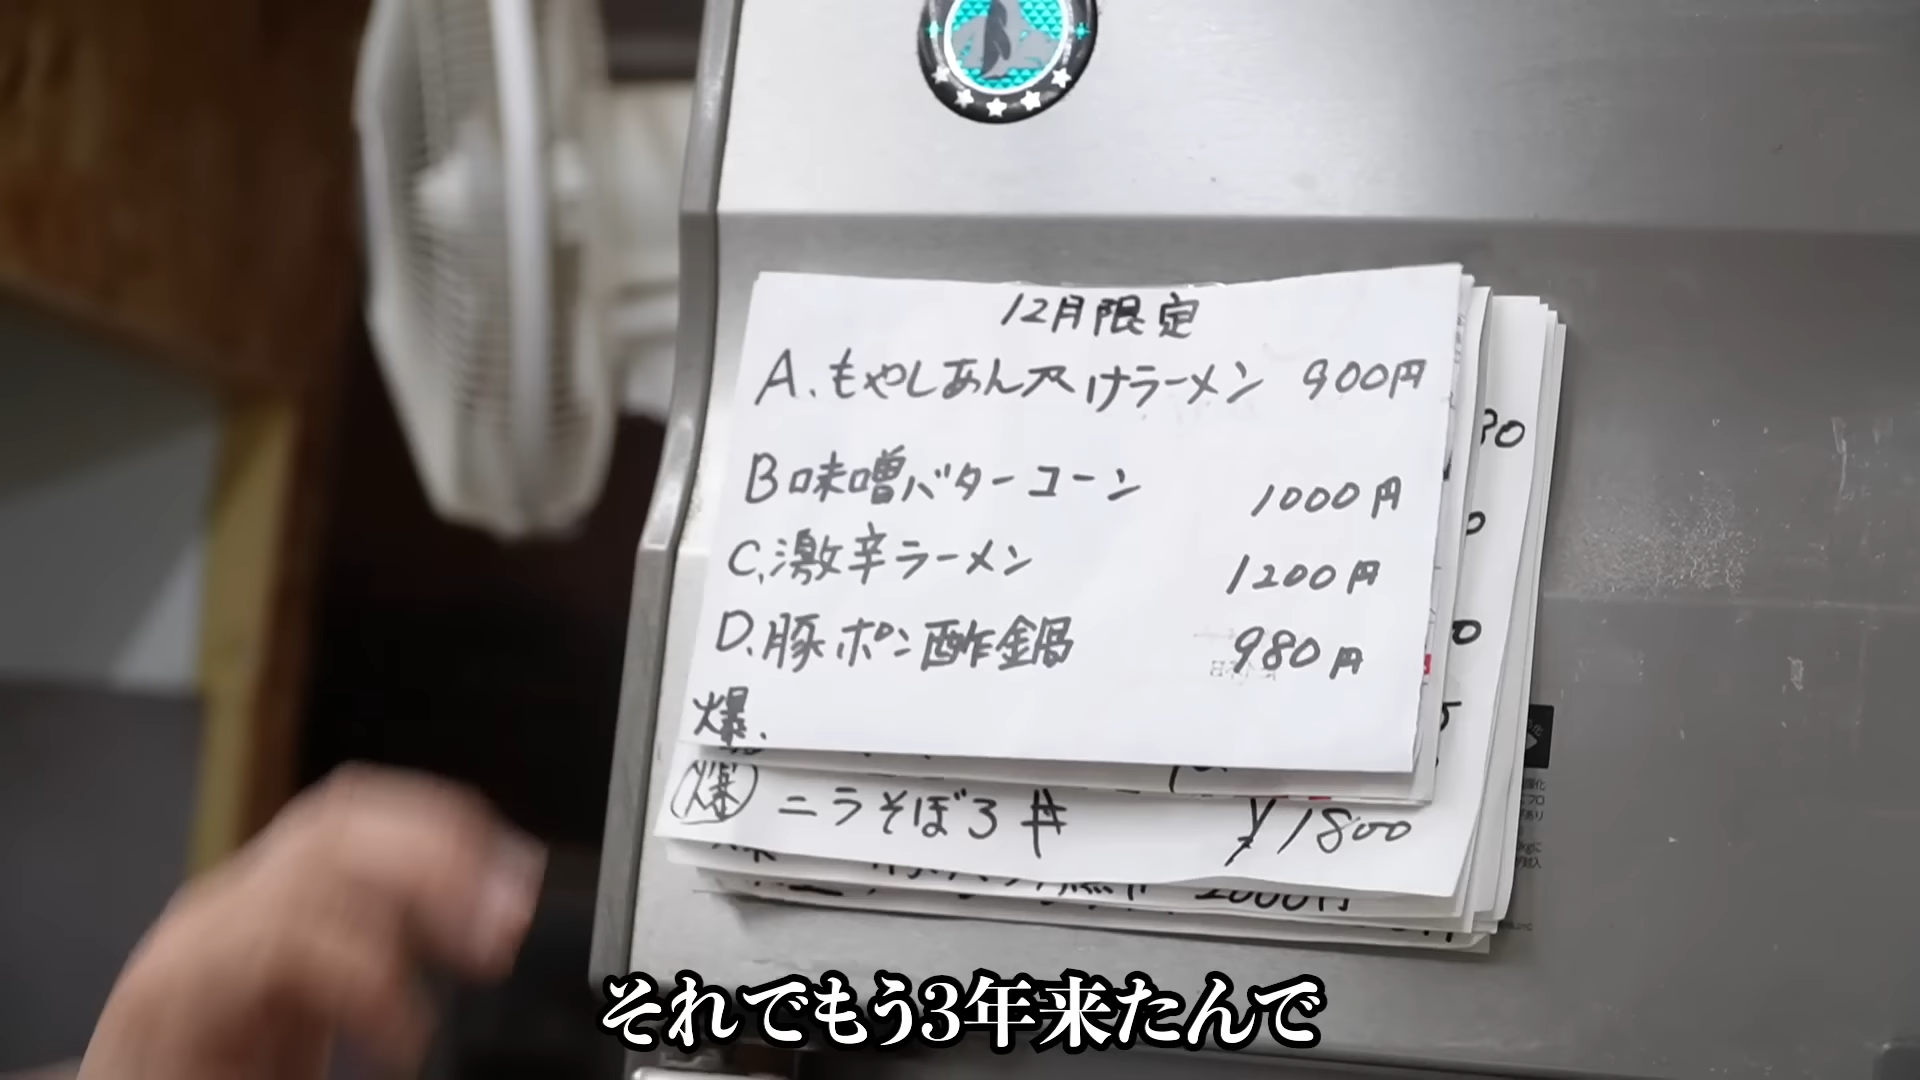 12月限定
A.もやしあんかけラーメン 900円
B味噌バターコーン 1000円
C.激辛ラーメン 1200円
D.豚ポン酢鍋 980円
爆.
爆 ニラそぼろ丼 ¥1800
それでもう3年来たんで